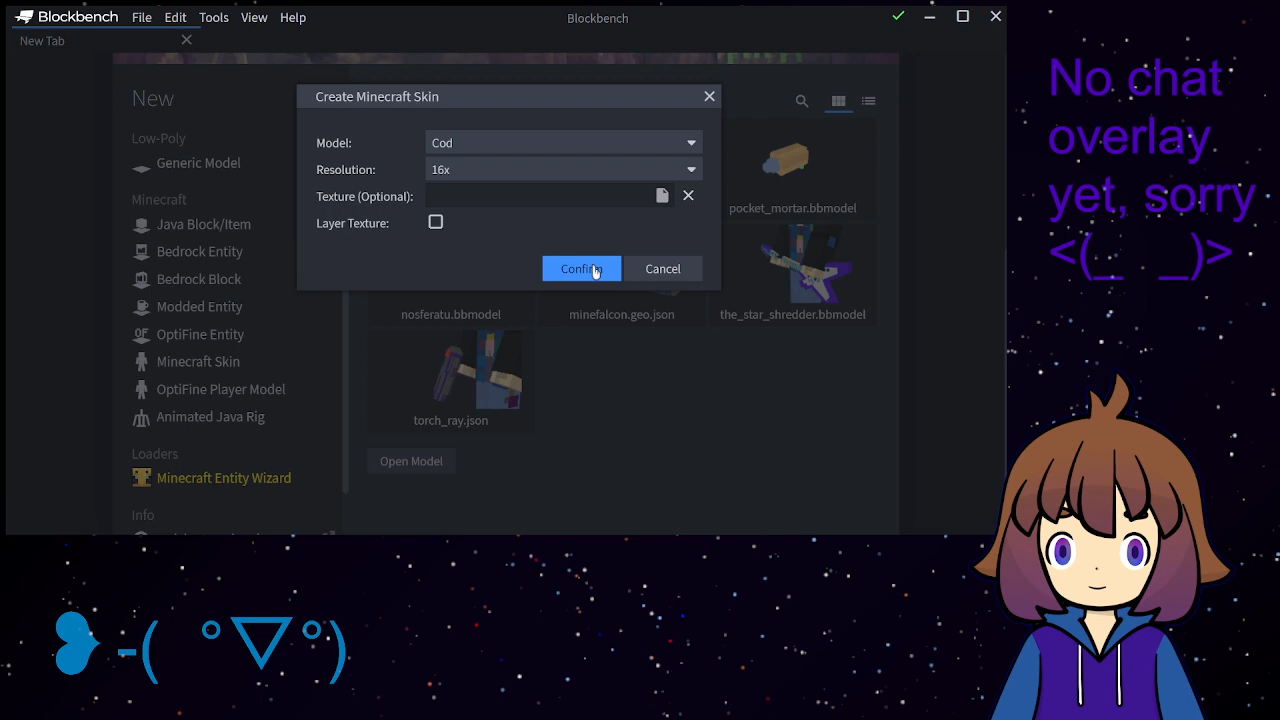 Blockbench File Edit Tools View Help Blockbench
New Tab
New
Low-Poly
Generic Model
Minecraft
Java Block/Item
Bedrock Entity
Bedrock Block
Modded Entity
OptiFine Entity
Minecraft Skin
OptiFine Player Model
Animated Java Rig
Loaders
Minecraft Entity Wizard
Info
Create Minecraft Skin
Model: Cod
Resolution: 16x
Texture (Optional):
Layer Texture:
Confirm Cancel
pocket_mortar.bbmodel
nosferatu.bbmodel minefalcon.geo.json the_star_shredder.bbmodel
torch_ray.json
Open Model
No chat
overlay
yet, sorry
<(_ _)>
❥-( °▽°)